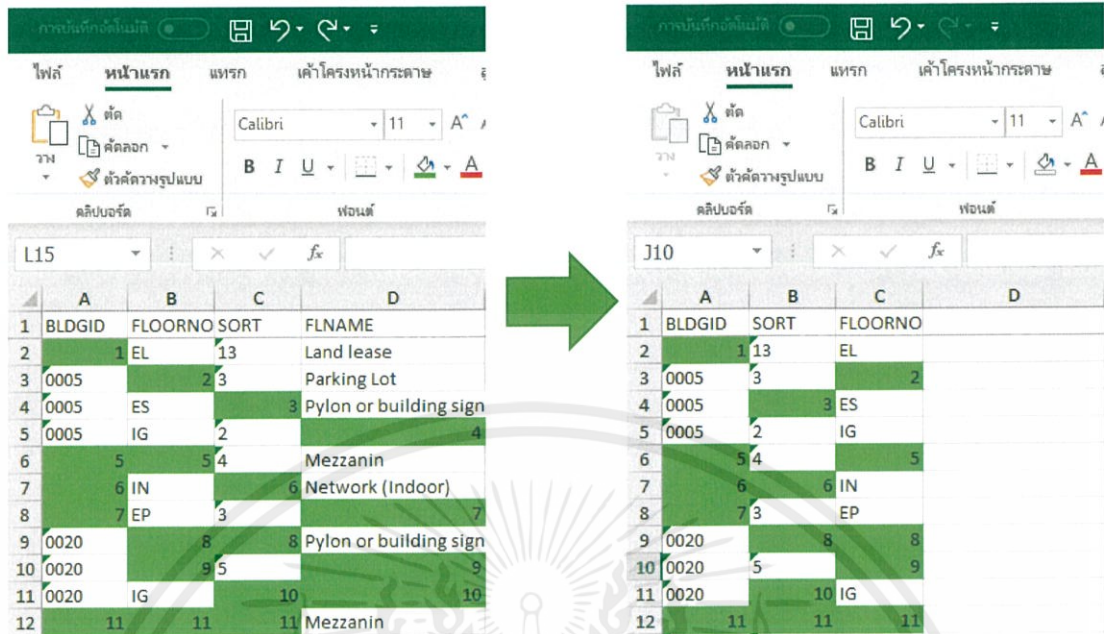 การบันทึกอัตโนมัติ
ไฟล์ หน้าแรก แทรก เค้าโครงหน้ากระดาษ
วาง
ตัด
คัดลอก
ตัวคัดวางรูปแบบ
คลิปบอร์ด
Calibri 11 A^
B I U A
ฟอนต์
L15 fx
A B C D
1 BLDGID FLOORNO SORT FLNAME
2 1 EL 13 Land lease
3 0005 2 3 Parking Lot
4 0005 ES 3 Pylon or building sign
5 0005 IG 2 4
6 5 5 4 Mezzanin
7 6 IN 6 Network (Indoor)
8 7 EP 3 7
9 0020 8 8 Pylon or building sign
10 0020 9 5 9
11 0020 IG 10 10
12 11 11 11 Mezzanin
การบันทึกอัตโนมัติ
ไฟล์ หน้าแรก แทรก เค้าโครงหน้ากระดาษ
วาง
ตัด
คัดลอก
ตัวคัดวางรูปแบบ
คลิปบอร์ด
Calibri 11 A^
B I U A
ฟอนต์
J10 fx
A B C D
1 BLDGID SORT FLOORNO
2 1 13 EL
3 0005 3 2
4 0005 3 ES
5 0005 2 IG
6 5 4 5
7 6 6 IN
8 7 3 EP
9 0020 8 8
10 0020 5 9
11 0020 10 IG
12 11 11 11